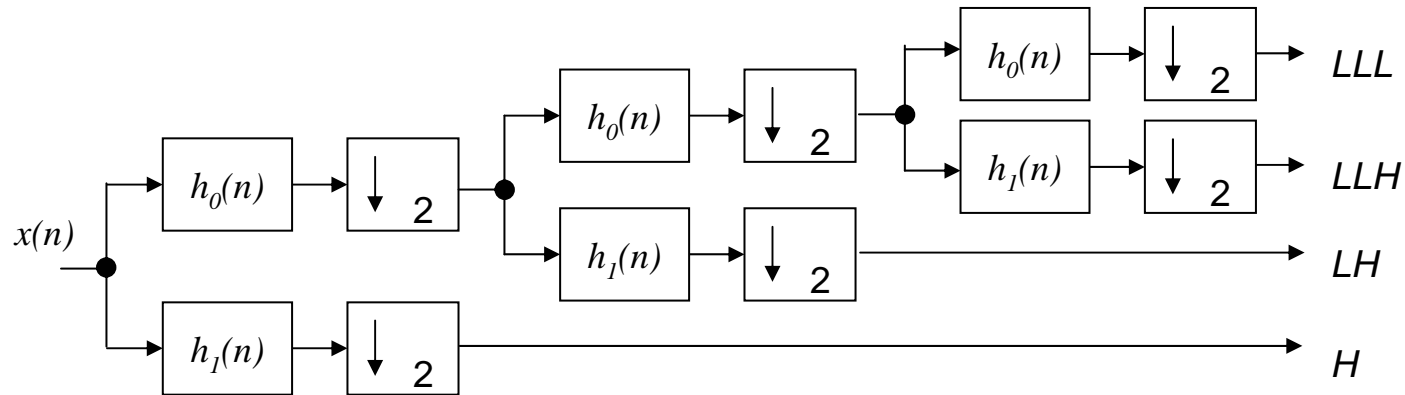 x(n)
h₀(n)
↓ 2
h₁(n)
↓ 2
h₀(n)
↓ 2
h₁(n)
↓ 2
h₀(n)
↓ 2
LLL
h₁(n)
↓ 2
LLH
LH
H